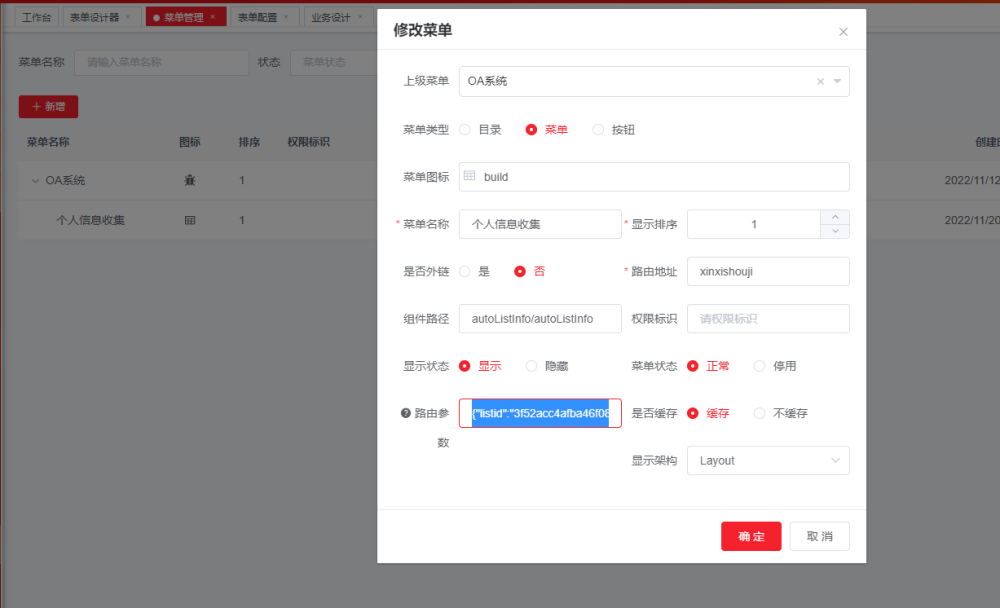 工作台 表单设计器 × 菜单管理 × 表单配置 × 业务设计 ×
菜单名称 请输入菜单名称 状态 菜单状态
+ 新增
菜单名称 图标 排序 权限标识
OA系统 1 2022/11/12
个人信息收集 1 2022/11/20
修改菜单
上级菜单 OA系统
菜单类型 目录 菜单 按钮
菜单图标 build
* 菜单名称 个人信息收集 * 显示排序 1
是否外链 是 否 * 路由地址 xinxishouji
组件路径 autoListInfo/autoListInfo 权限标识 请权限标识
显示状态 显示 隐藏 菜单状态 正常 停用
路由参数 {"listid":"3f52acc4afba46f08 是否缓存 缓存 不缓存
显示架构 Layout
确 定 取 消